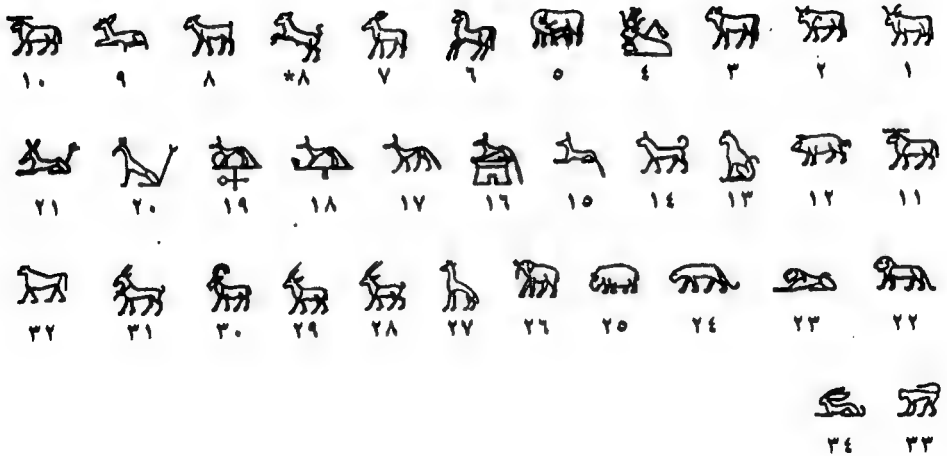 ١ ٢ ٣ ٤ ٥ ٦ ٧ ٨* ٨ ٩ ١٠
١١ ١٢ ١٣ ١٤ ١٥ ١٦ ١٧ ١٨ ١٩ ٢٠ ٢١
٢٢ ٢٣ ٢٤ ٢٥ ٢٦ ٢٧ ٢٨ ٢٩ ٣٠ ٣١ ٣٢
٣٣ ٣٤